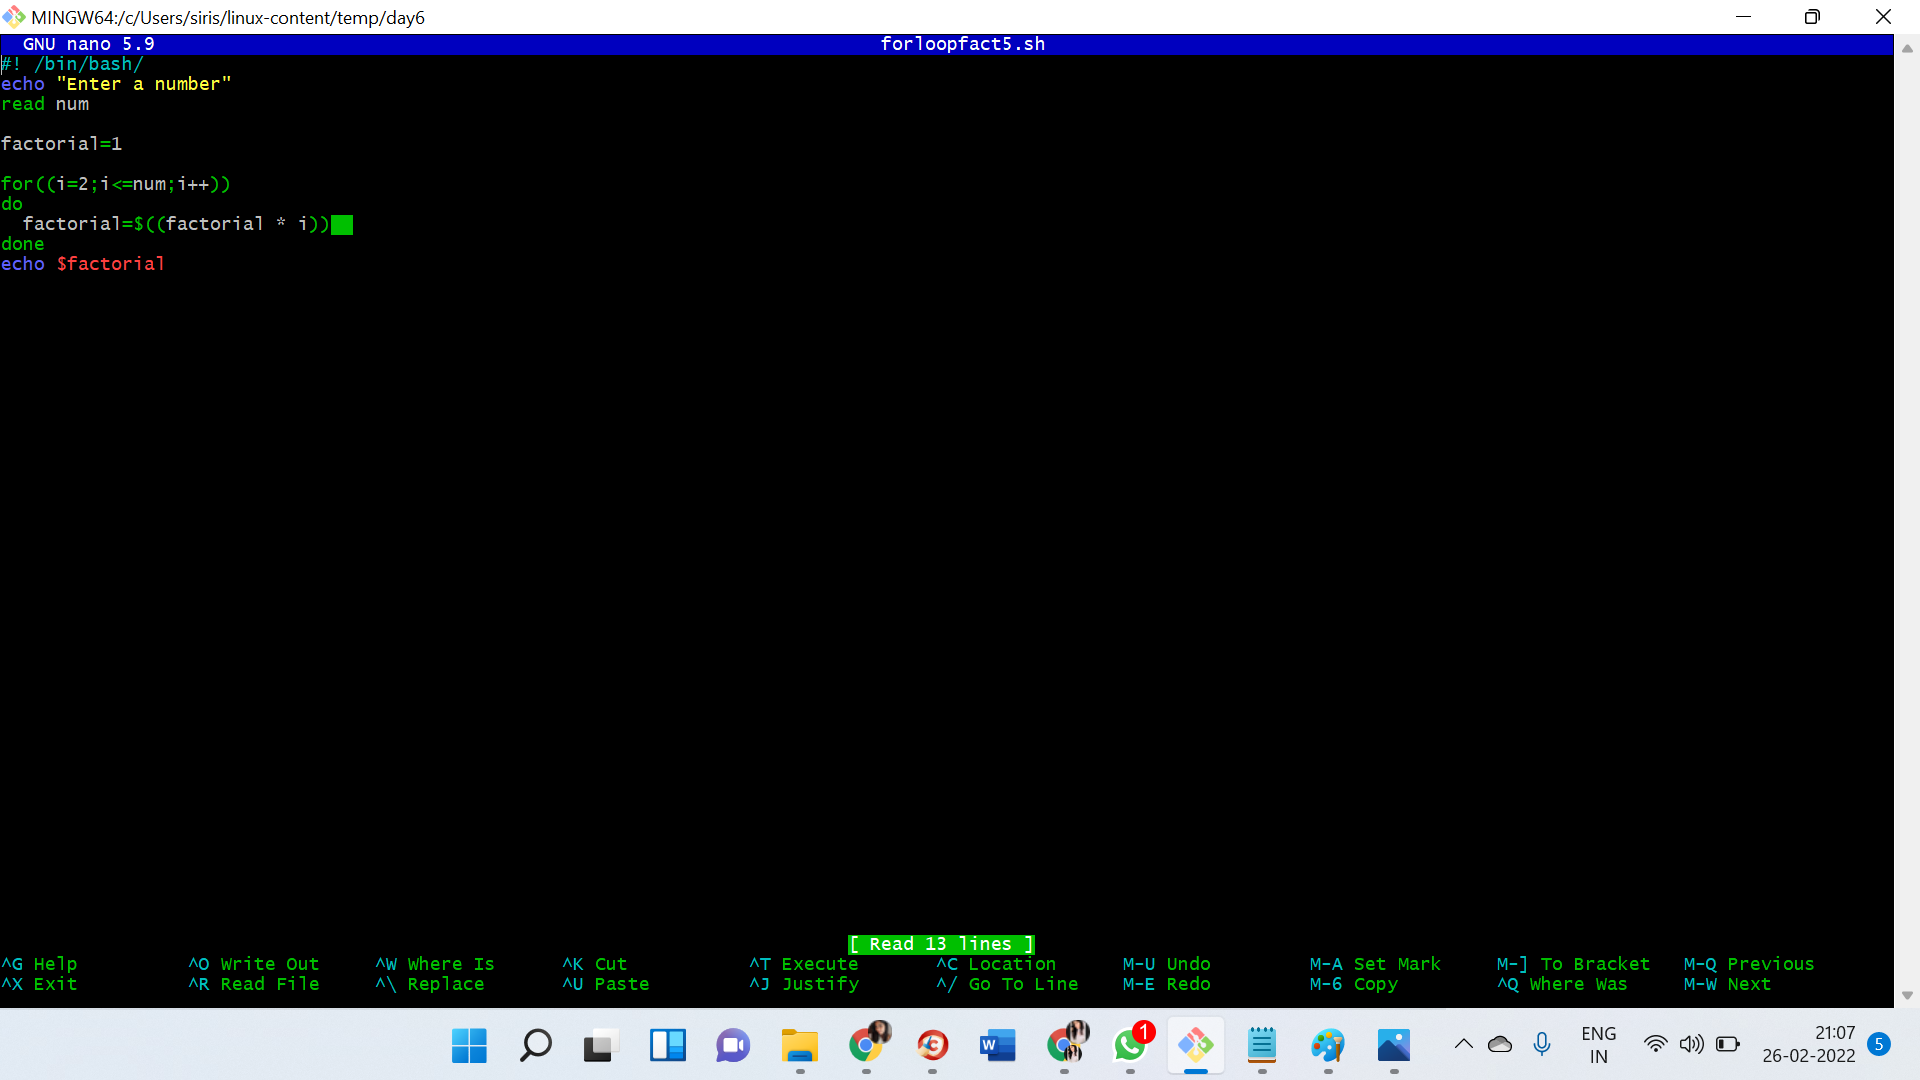 MINGW64:/c/Users/siris/linux-content/temp/day6
GNU nano 5.9 forloopfact5.sh
#! /bin/bash/
echo "Enter a number"
read num
factorial=1
for((i=2;i<=num;i++))
do
factorial=$((factorial * i))
done
echo $factorial
[ Read 13 lines ]
^G Help ^O Write Out ^W Where Is ^K Cut ^T Execute ^C Location M-U Undo M-A Set Mark M-] To Bracket M-Q Previous
^X Exit ^R Read File ^\ Replace ^U Paste ^J Justify ^/ Go To Line M-E Redo M-6 Copy ^Q Where Was M-W Next
W
1
ENG
IN
21:07
26-02-2022
5